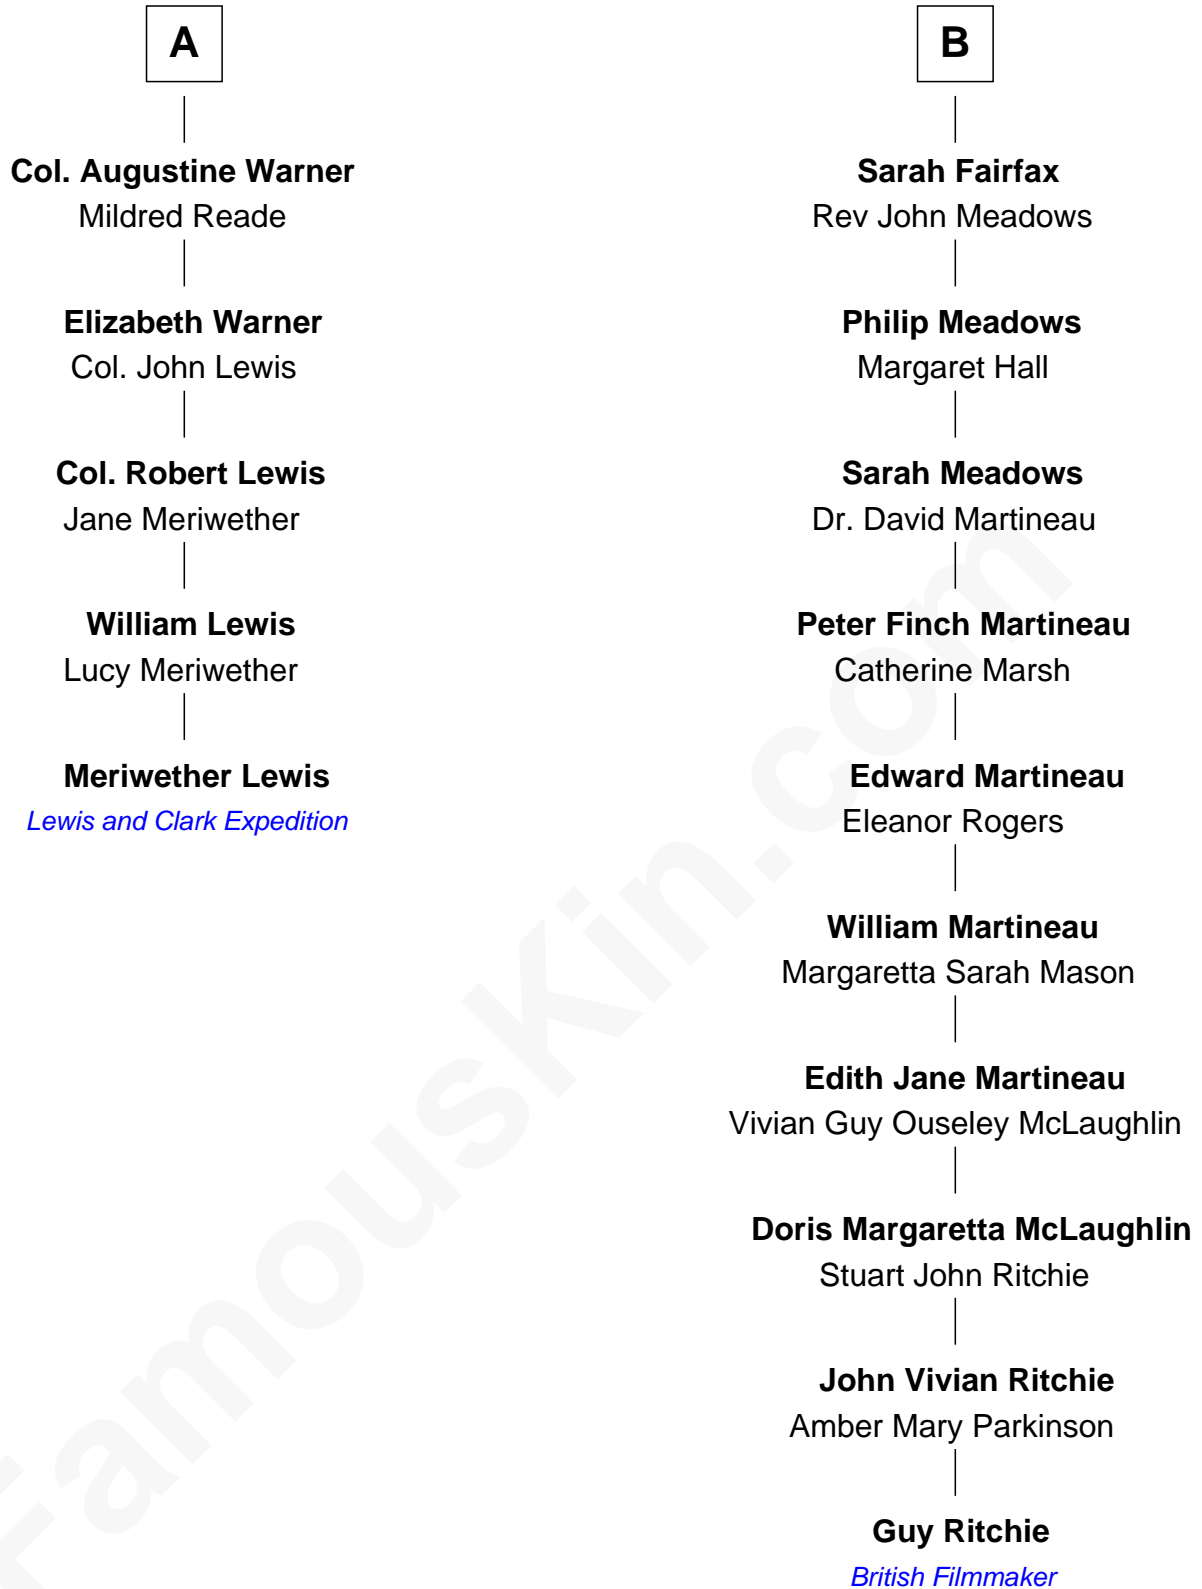 A
Col. Augustine Warner
Mildred Reade
Elizabeth Warner
Col. John Lewis
Col. Robert Lewis
Jane Meriwether
William Lewis
Lucy Meriwether
Meriwether Lewis
Lewis and Clark Expedition
B
Sarah Fairfax
Rev John Meadows
Philip Meadows
Margaret Hall
Sarah Meadows
Dr. David Martineau
Peter Finch Martineau
Catherine Marsh
Edward Martineau
Eleanor Rogers
William Martineau
Margaretta Sarah Mason
Edith Jane Martineau
Vivian Guy Ouseley McLaughlin
Doris Margaretta McLaughlin
Stuart John Ritchie
John Vivian Ritchie
Amber Mary Parkinson
Guy Ritchie
British Filmmaker
FamousKin.com